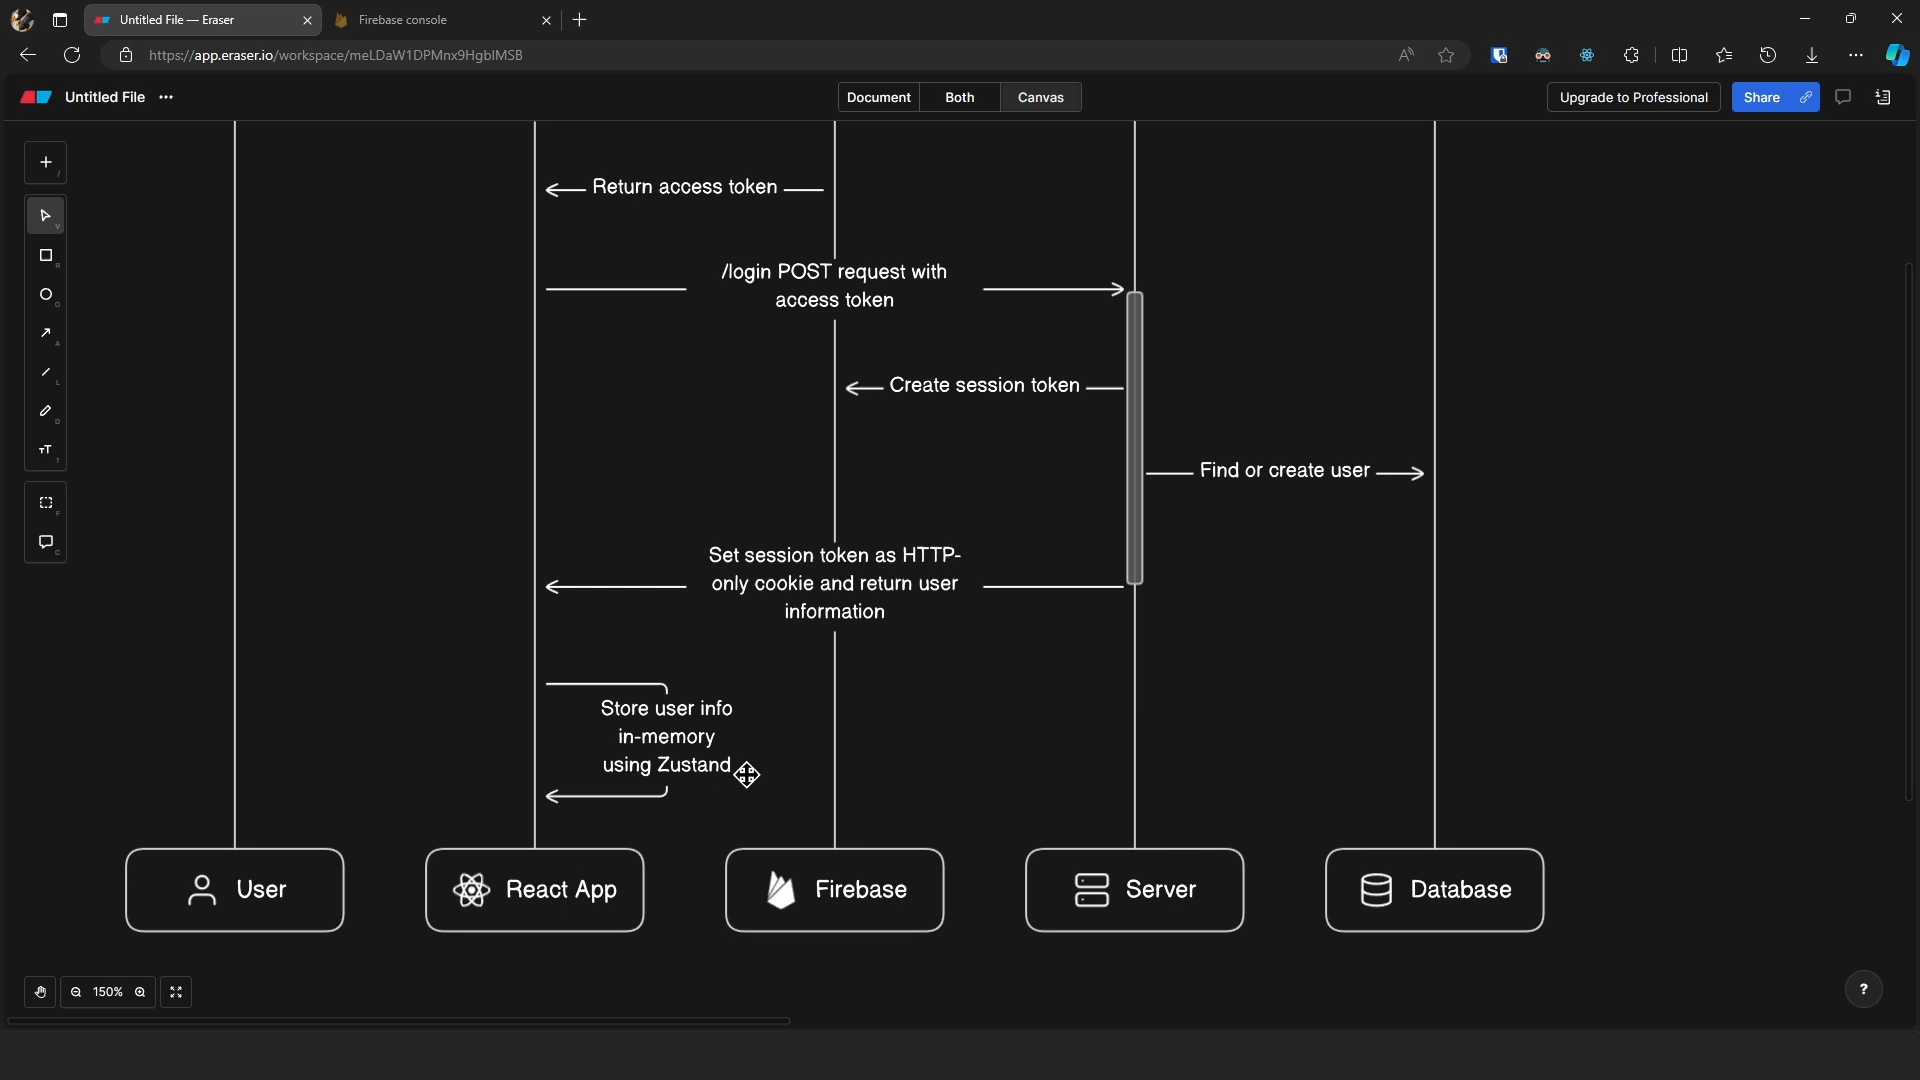 Untitled File — Eraser
Firebase console
https://app.eraser.io/workspace/meLDaW1DPMnx9HgblMSB
Untitled File
Document
Both
Canvas
Upgrade to Professional
Share
Return access token
/login POST request with
access token
Create session token
Find or create user
Set session token as HTTP-
only cookie and return user
information
Store user info
in-memory
using Zustand
User
React App
Firebase
Server
Database
150%
?